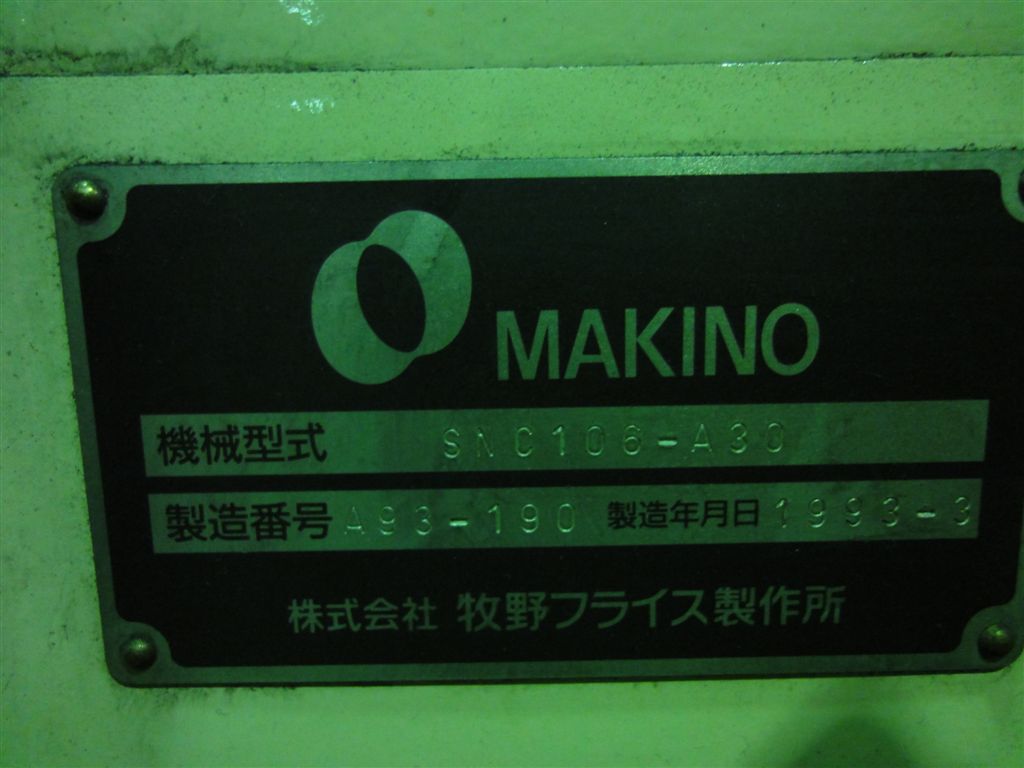 MAKINO
機械型式 SNC106-A30
製造番号 A93-190 製造年月日 1993-3
株式会社 牧野フライス製作所